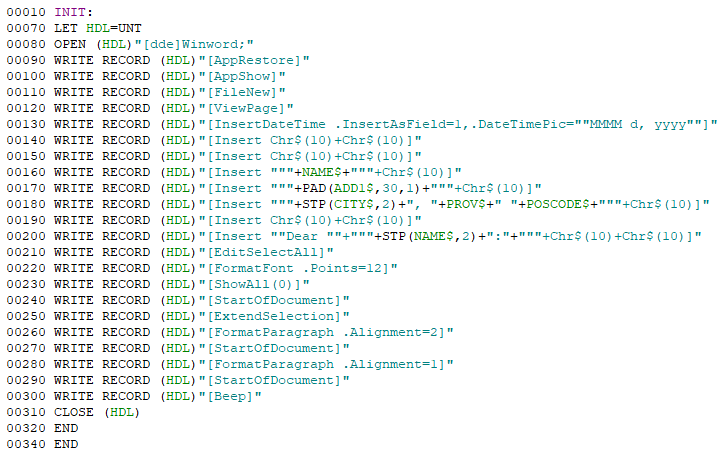 00010 INIT:
00070 LET HDL=UNT
00080 OPEN (HDL)"[dde]Winword;"
00090 WRITE RECORD (HDL)"[AppRestore]"
00100 WRITE RECORD (HDL)"[AppShow]"
00110 WRITE RECORD (HDL)"[FileNew]"
00120 WRITE RECORD (HDL)"[ViewPage]"
00130 WRITE RECORD (HDL)"[InsertDateTime .InsertAsField=1,.DateTimePic=""MMMM d, yyyy""]"
00140 WRITE RECORD (HDL)"[Insert Chr$(10)+Chr$(10)]"
00150 WRITE RECORD (HDL)"[Insert Chr$(10)+Chr$(10)]"
00160 WRITE RECORD (HDL)"[Insert """+NAME$+"""+Chr$(10)]"
00170 WRITE RECORD (HDL)"[Insert """+PAD(ADD1$,30,1)+"""+Chr$(10)]"
00180 WRITE RECORD (HDL)"[Insert """+STP(CITY$,2)+", "+PROV$+" "+POSCODE$+"""+Chr$(10)]"
00190 WRITE RECORD (HDL)"[Insert Chr$(10)+Chr$(10)]"
00200 WRITE RECORD (HDL)"[Insert ""Dear ""+"""+STP(NAME$,2)+":"+"""+Chr$(10)+Chr$(10)]"
00210 WRITE RECORD (HDL)"[EditSelectAll]"
00220 WRITE RECORD (HDL)"[FormatFont .Points=12]"
00230 WRITE RECORD (HDL)"[ShowAll(0)]"
00240 WRITE RECORD (HDL)"[StartOfDocument]"
00250 WRITE RECORD (HDL)"[ExtendSelection]"
00260 WRITE RECORD (HDL)"[FormatParagraph .Alignment=2]"
00270 WRITE RECORD (HDL)"[StartOfDocument]"
00280 WRITE RECORD (HDL)"[FormatParagraph .Alignment=1]"
00290 WRITE RECORD (HDL)"[StartOfDocument]"
00300 WRITE RECORD (HDL)"[Beep]"
00310 CLOSE (HDL)
00320 END
00340 END